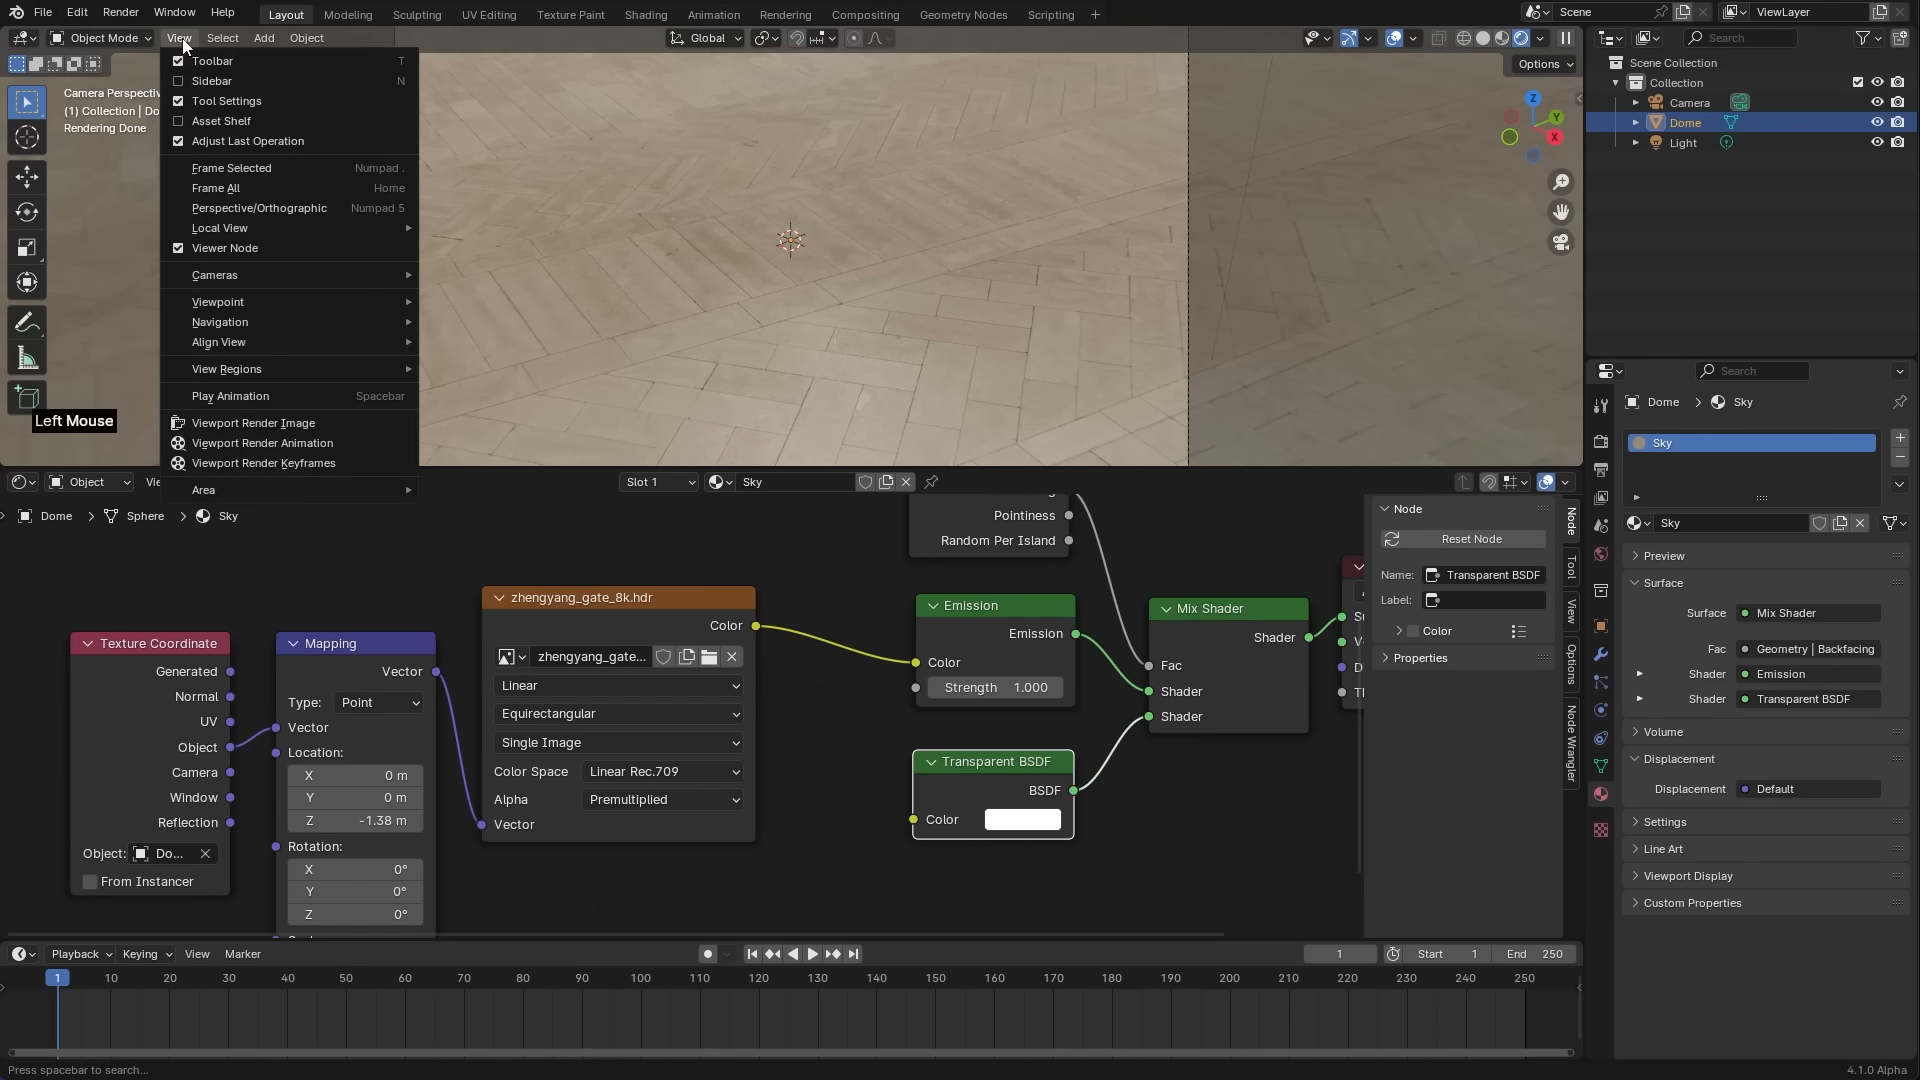 File Edit Render Window Help
Layout Modeling Sculpting UV Editing Texture Paint Shading Animation Rendering Compositing Geometry Nodes Scripting +
Scene
ViewLayer
Object Mode View Select Add Object
Global
Options
Camera Perspectiv
(1) Collection | Do
Rendering Done
Toolbar T
Sidebar N
Tool Settings
Asset Shelf
Adjust Last Operation
Frame Selected Numpad .
Frame All Home
Perspective/Orthographic Numpad 5
Local View
Viewer Node
Cameras
Viewpoint
Navigation
Align View
View Regions
Play Animation Spacebar
Viewport Render Image
Viewport Render Animation
Viewport Render Keyframes
Area
Left Mouse
Z
Y
X
Search
Scene Collection
Collection
Camera
Dome
Light
Search
Dome > Sky
Sky
Sky
Preview
Surface
Surface Mix Shader
Fac Geometry | Backfacing
Shader Emission
Shader Transparent BSDF
Volume
Displacement
Displacement Default
Settings
Line Art
Viewport Display
Custom Properties
Object Vie
Slot 1
Sky
Dome > Sphere > Sky
Texture Coordinate
Generated
Normal
UV
Object
Camera
Window
Reflection
Object: Do...
From Instancer
Mapping
Vector
Type: Point
Vector
Location:
X 0 m
Y 0 m
Z -1.38 m
Rotation:
X 0°
Y 0°
Z 0°
zhengyang_gate_8k.hdr
Color
zhengyang_gate...
Linear
Equirectangular
Single Image
Color Space Linear Rec.709
Alpha Premultiplied
Vector
Pointiness
Random Per Island
Emission
Emission
Color
Strength 1.000
Transparent BSDF
BSDF
Color
Mix Shader
Shader
Fac
Shader
Shader
Node
Reset Node
Name: Transparent BSDF
Label:
Color
Properties
Node
Tool
View
Options
Node Wrangler
Playback Keying View Marker
1
Start 1
End 250
1 10 20 30 40 50 60 70 80 90 100 110 120 130 140 150 160 170 180 190 200 210 220 230 240 250
Press spacebar to search...
4.1.0 Alpha